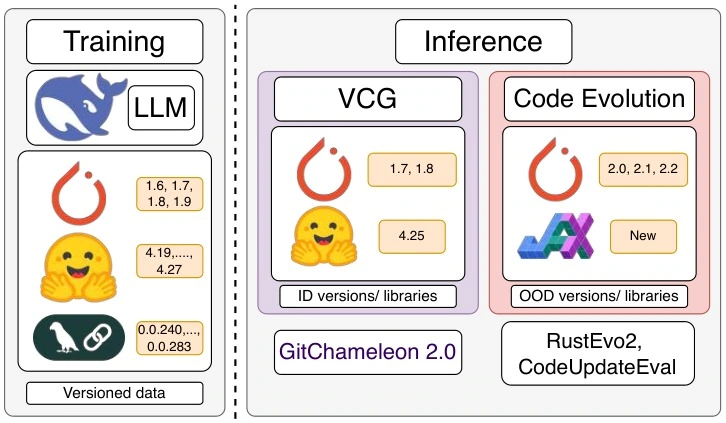 Training
LLM
1.6, 1.7,
1.8, 1.9
4.19,....,
4.27
0.0.240,..,
0.0.283
Versioned data
Inference
VCG
1.7, 1.8
4.25
ID versions/ libraries
GitChameleon 2.0
Code Evolution
2.0, 2.1, 2.2
JAX
New
OOD versions/ libraries
RustEvo2,
CodeUpdateEval